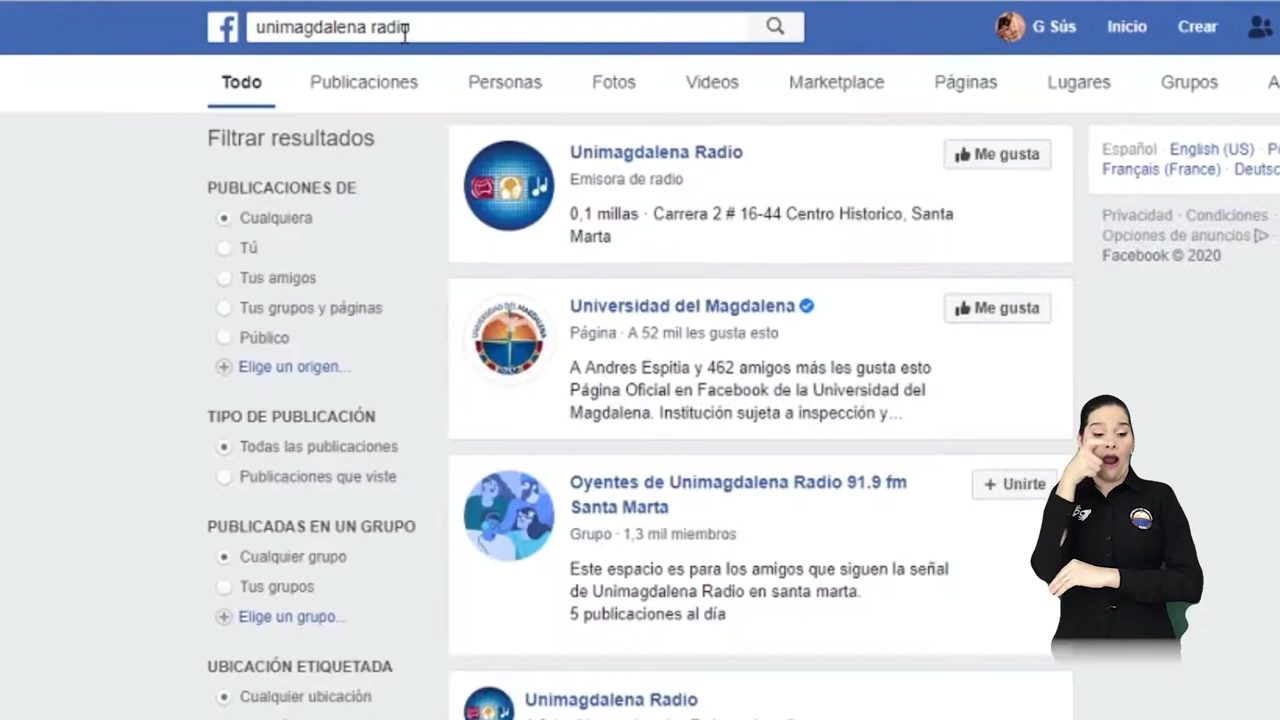 unimagdalena radio
G Sús
Inicio
Crear
Todo
Publicaciones
Personas
Fotos
Videos
Marketplace
Páginas
Lugares
Grupos
A
Filtrar resultados
PUBLICACIONES DE
Cualquiera
Tú
Tus amigos
Tus grupos y páginas
Público
Elige un origen...
TIPO DE PUBLICACIÓN
Todas las publicaciones
Publicaciones que viste
PUBLICADAS EN UN GRUPO
Cualquier grupo
Tus grupos
Elige un grupo...
UBICACIÓN ETIQUETADA
Cualquier ubicación
Unimagdalena Radio
Me gusta
Emisora de radio
0,1 millas · Carrera 2 # 16-44 Centro Historico, Santa
Marta
Universidad del Magdalena
Me gusta
Página · A 52 mil les gusta esto
A Andres Espitia y 462 amigos más les gusta esto
Página Oficial en Facebook de la Universidad del
Magdalena. Institución sujeta a inspección y...
Oyentes de Unimagdalena Radio 91.9 fm
Santa Marta
+ Unirte
Grupo · 1,3 mil miembros
Este espacio es para los amigos que siguen la señal
de Unimagdalena Radio en santa marta.
5 publicaciones al día
Unimagdalena Radio
Español · English (US) · Po
Français (France) · Deutsc
Privacidad · Condiciones ·
Opciones de anuncios
Facebook © 2020